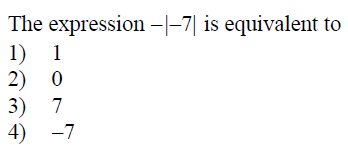 The expression –|–7| is equivalent to
1) 1
2) 0
3) 7
4) –7